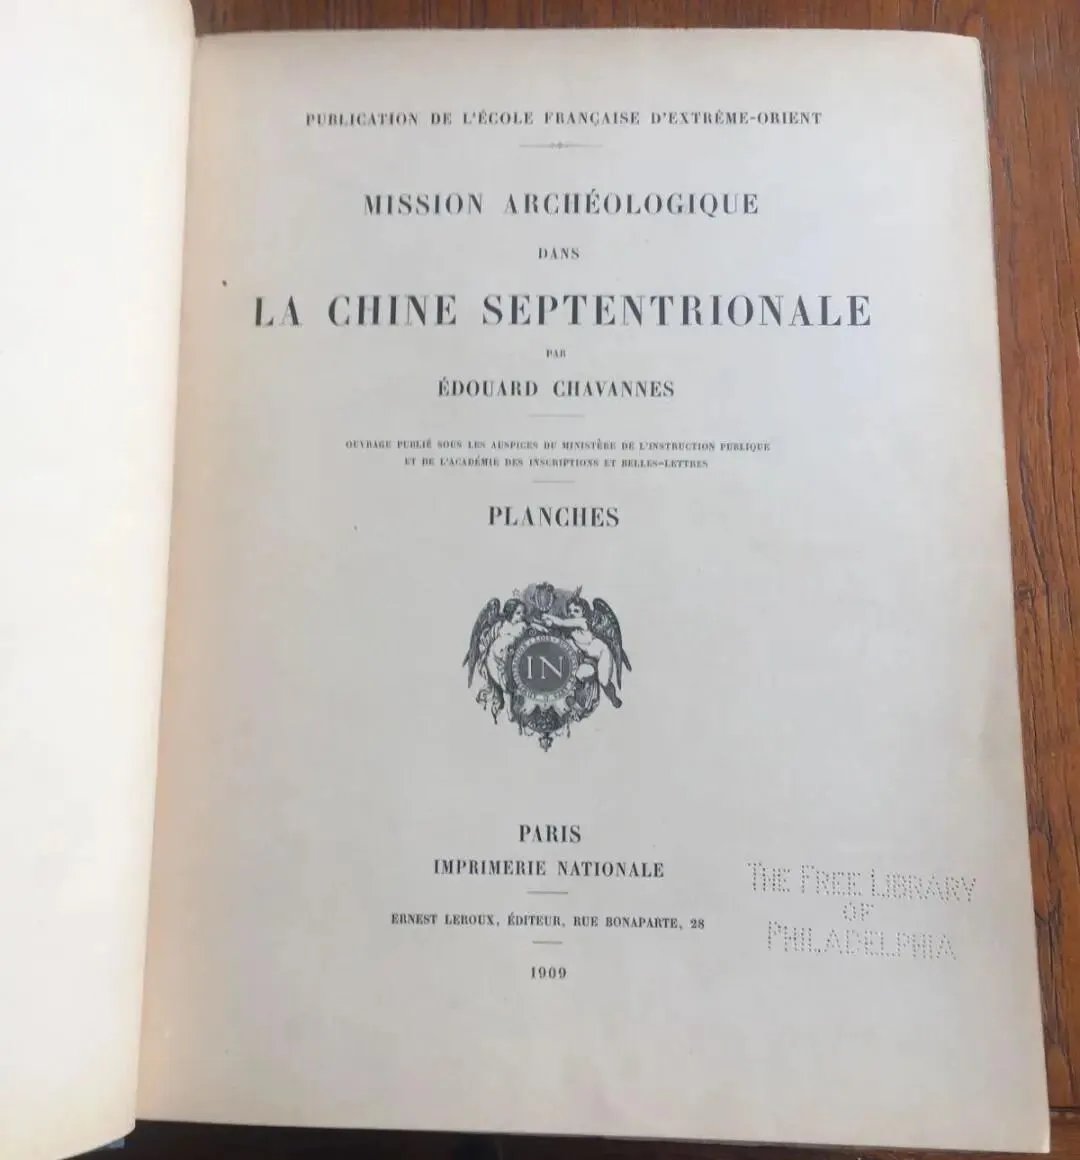 PUBLICATION DE L'ÉCOLE FRANÇAISE D'EXTRÊME-ORIENT
MISSION ARCHÉOLOGIQUE
DANS
LA CHINE SEPTENTRIONALE
PAR
ÉDOUARD CHAVANNES
OUVRAGE PUBLIÉ SOUS LES AUSPICES DU MINISTÈRE DE L'INSTRUCTION PUBLIQUE
ET DE L'ACADÉMIE DES INSCRIPTIONS ET BELLES-LETTRES
PLANCHES
IN
PARIS
IMPRIMERIE NATIONALE
ERNEST LEROUX, ÉDITEUR, RUE BONAPARTE, 28
1909
THE FREE LIBRARY
OF
PHILADELPHIA